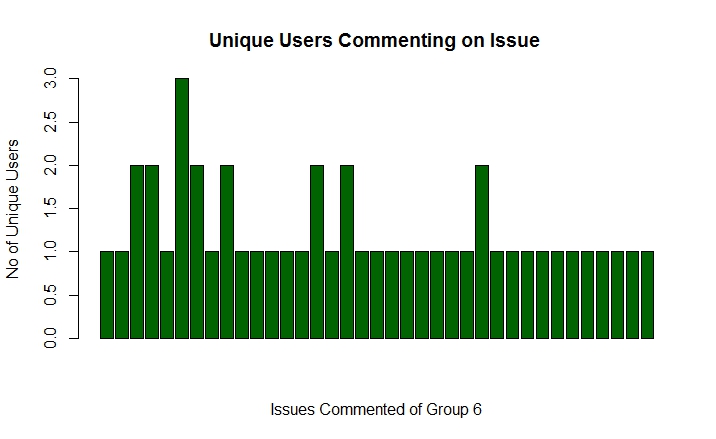 Unique Users Commenting on Issue
No of Unique Users
3.0
2.5
2.0
1.5
1.0
0.5
0.0
Issues Commented of Group 6